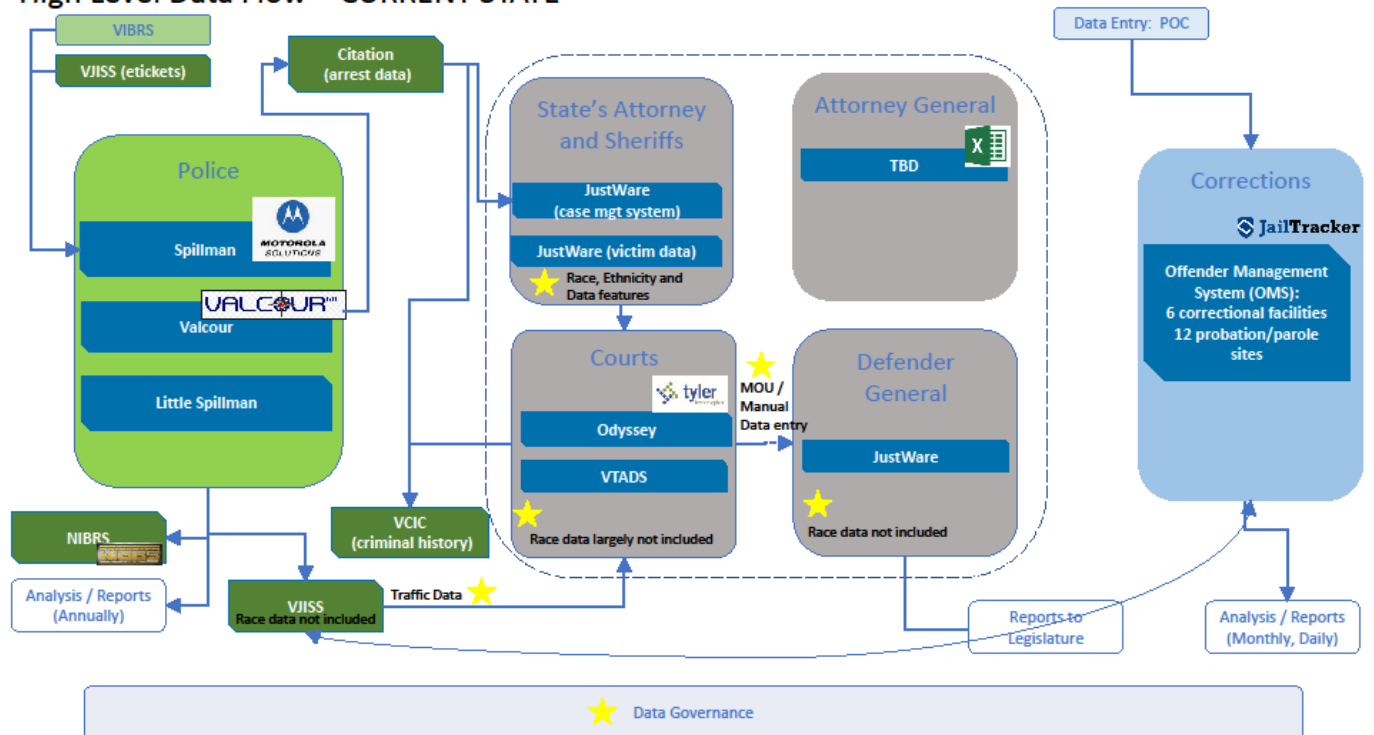 High Level Data Flow – CURRENT STATE
VIBRS
VJISS (etickets)
Citation
(arrest data)
Data Entry: POC
Police
Spillman
MOTOROLA
SOLUTIONS
VALCOUR
Valcour
Little Spillman
State's Attorney
and Sheriffs
JustWare
(case mgt system)
JustWare (victim data)
Race, Ethnicity and
Data features
Attorney General
X
TBD
Corrections
JailTracker
Offender Management
System (OMS):
6 correctional facilities
12 probation/parole
sites
Courts
tyler
Odyssey
VTADS
Race data largely not included
MOU /
Manual
Data entry
Defender
General
JustWare
Race data not included
NIBRS
Analysis / Reports
(Annually)
VCIC
(criminal history)
VJISS
Race data not included
Traffic Data
Reports to
Legislature
Analysis / Reports
(Monthly, Daily)
Data Governance